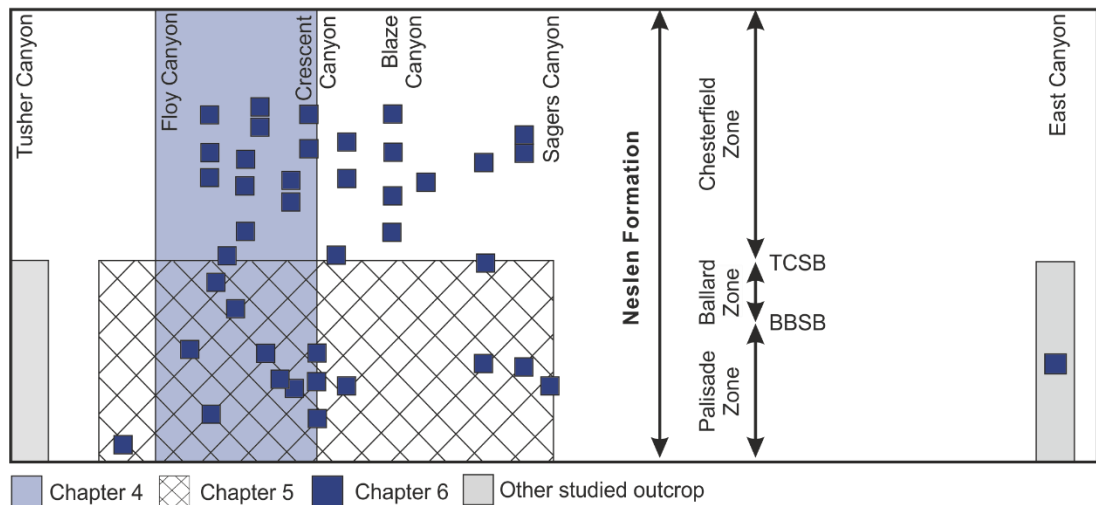 Tusher Canyon
Floy Canyon
Crescent
Canyon
Blaze
Canyon
Sagers Canyon
Neslen Formation
Chesterfield
Zone
TCSB
Ballard
Zone
BBSB
Palisade
Zone
East Canyon
Chapter 4
Chapter 5
Chapter 6
Other studied outcrop